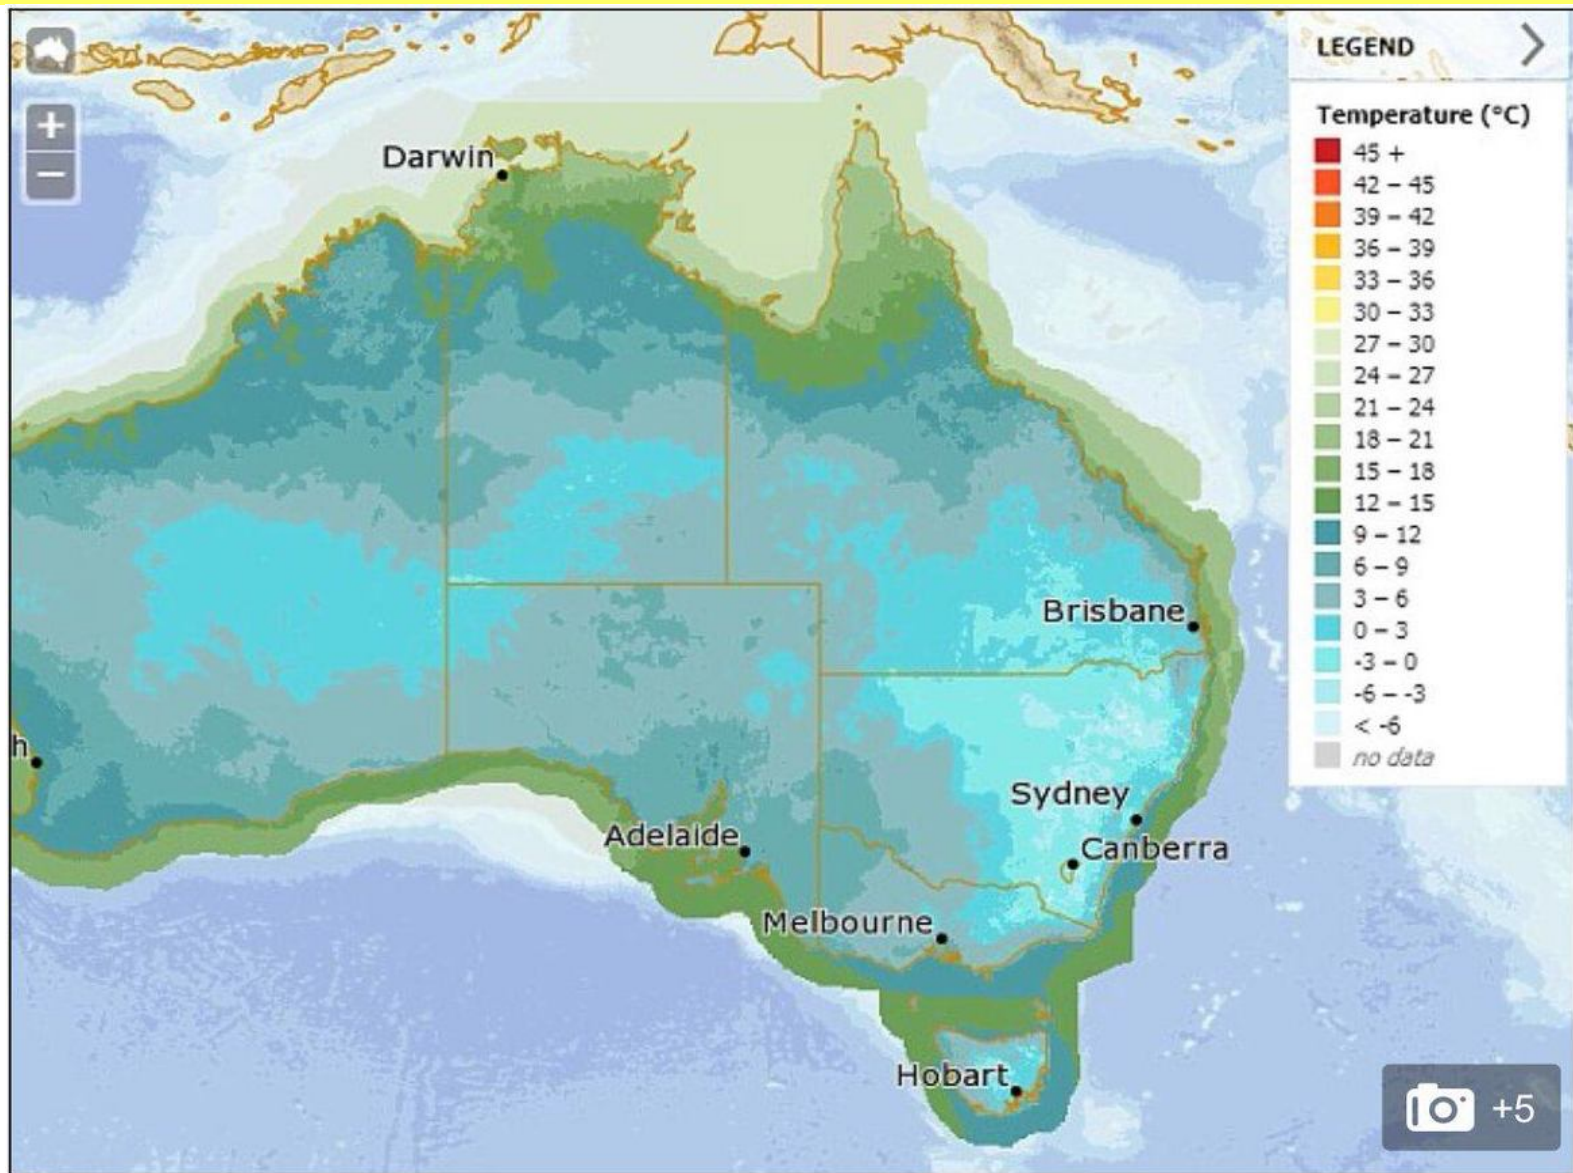 LEGEND
+
−
Temperature (°C)
45 +
42 – 45
39 – 42
36 – 39
33 – 36
30 – 33
27 – 30
24 – 27
21 – 24
18 – 21
15 – 18
12 – 15
9 – 12
6 – 9
3 – 6
0 – 3
-3 – 0
-6 – -3
< -6
no data
Darwin
Brisbane
h
Sydney
Adelaide
Canberra
Melbourne
Hobart
+5